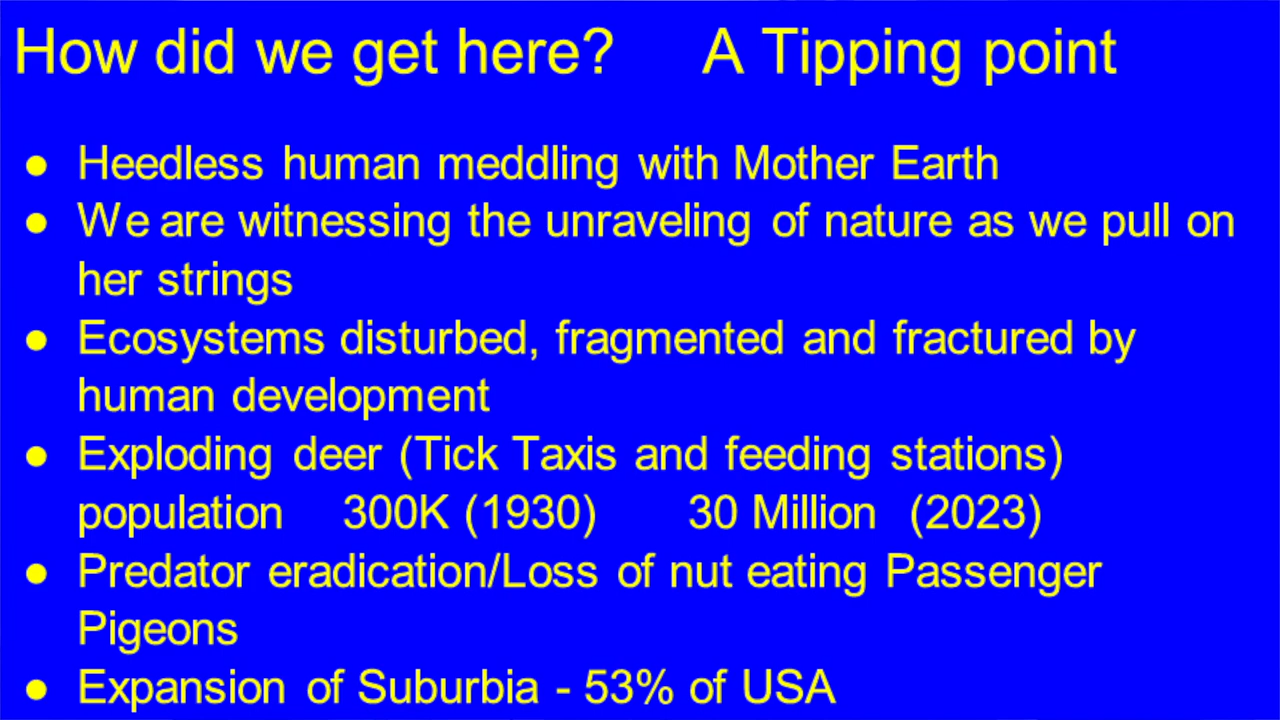 How did we get here? A Tipping point
● Heedless human meddling with Mother Earth
● We are witnessing the unraveling of nature as we pull on
her strings
● Ecosystems disturbed, fragmented and fractured by
human development
● Exploding deer (Tick Taxis and feeding stations)
population 300K (1930) 30 Million (2023)
● Predator eradication/Loss of nut eating Passenger
Pigeons
● Expansion of Suburbia - 53% of USA